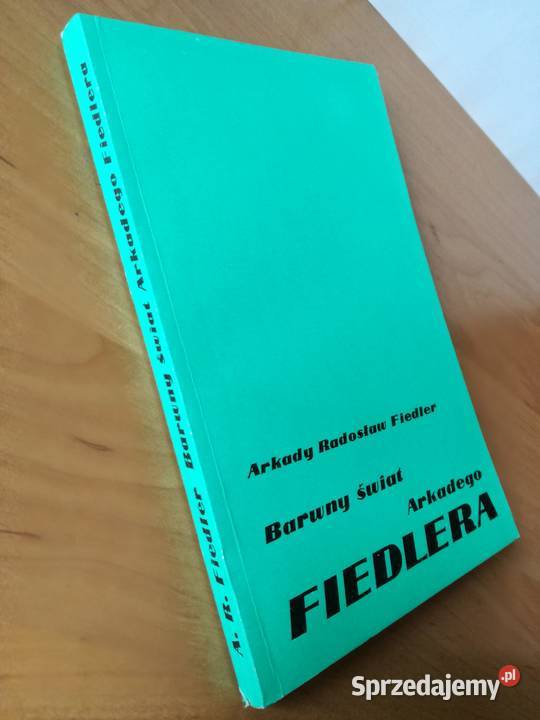 A. R. Fiedler Barwny świat Arkadego Fiedlera
Arkady Radosław Fiedler
Barwny świat
Arkadego
FIEDLERA
Sprzedajemy.pl